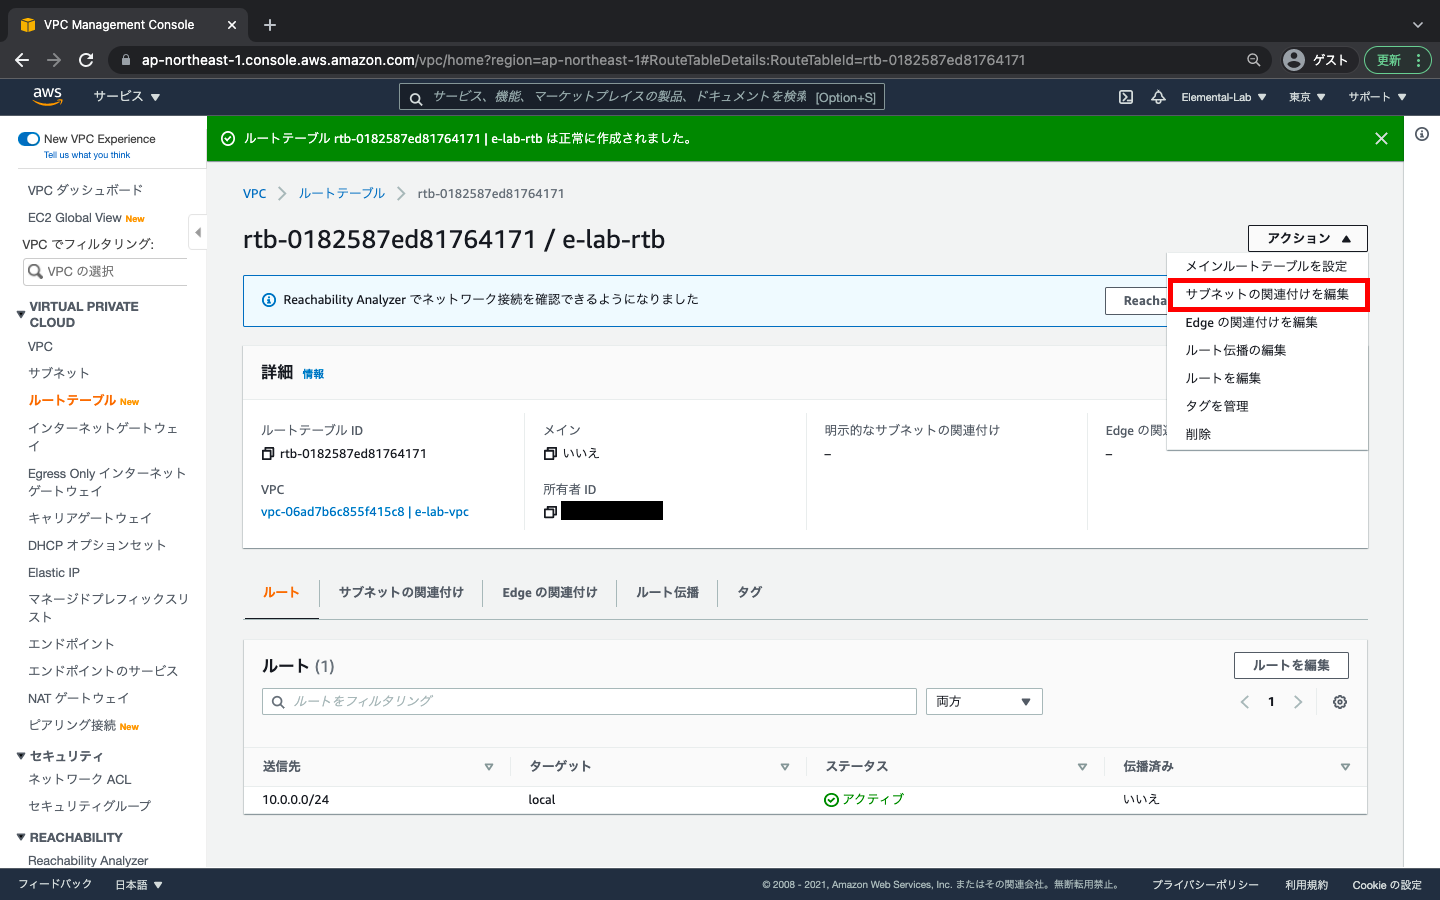 VPC Management Console
ap-northeast-1.console.aws.amazon.com/vpc/home?region=ap-northeast-1#RouteTableDetails:RouteTableId=rtb-0182587ed81764171
ゲスト
更新
aws
サービス
サービス、機能、マーケットプレイスの製品、ドキュメントを検索
[Option+S]
Elemental-Lab
東京
サポート
New VPC Experience
Tell us what you think
VPC ダッシュボード
EC2 Global View New
VPC でフィルタリング:
VPC の選択
VIRTUAL PRIVATE
CLOUD
VPC
サブネット
ルートテーブル New
インターネットゲートウェ
イ
Egress Only インターネット
ゲートウェイ
キャリアゲートウェイ
DHCP オプションセット
Elastic IP
マネージドプレフィックスリ
スト
エンドポイント
エンドポイントのサービス
NAT ゲートウェイ
ピアリング接続 New
セキュリティ
ネットワーク ACL
セキュリティグループ
REACHABILITY
Reachability Analyzer
ルートテーブル rtb-0182587ed81764171 | e-lab-rtb は正常に作成されました。
VPC
ルートテーブル
rtb-0182587ed81764171
rtb-0182587ed81764171 / e-lab-rtb
アクション
メインルートテーブルを設定
サブネットの関連付けを編集
Edge の関連付けを編集
ルート伝播の編集
ルートを編集
タグを管理
削除
Reachability Analyzer でネットワーク接続を確認できるようになりました
Reacha
詳細 情報
ルートテーブル ID
rtb-0182587ed81764171
メイン
いいえ
明示的なサブネットの関連付け
–
Edge の関連
–
VPC
vpc-06ad7b6c855f415c8 | e-lab-vpc
所有者 ID
ルート
サブネットの関連付け
Edge の関連付け
ルート伝播
タグ
ルート (1)
ルートを編集
ルートをフィルタリング
両方
1
送信先
ターゲット
ステータス
伝播済み
10.0.0.0/24
local
アクティブ
いいえ
フィードバック
日本語
© 2008 - 2021, Amazon Web Services, Inc. またはその関連会社。無断転用禁止。
プライバシーポリシー
利用規約
Cookie の設定